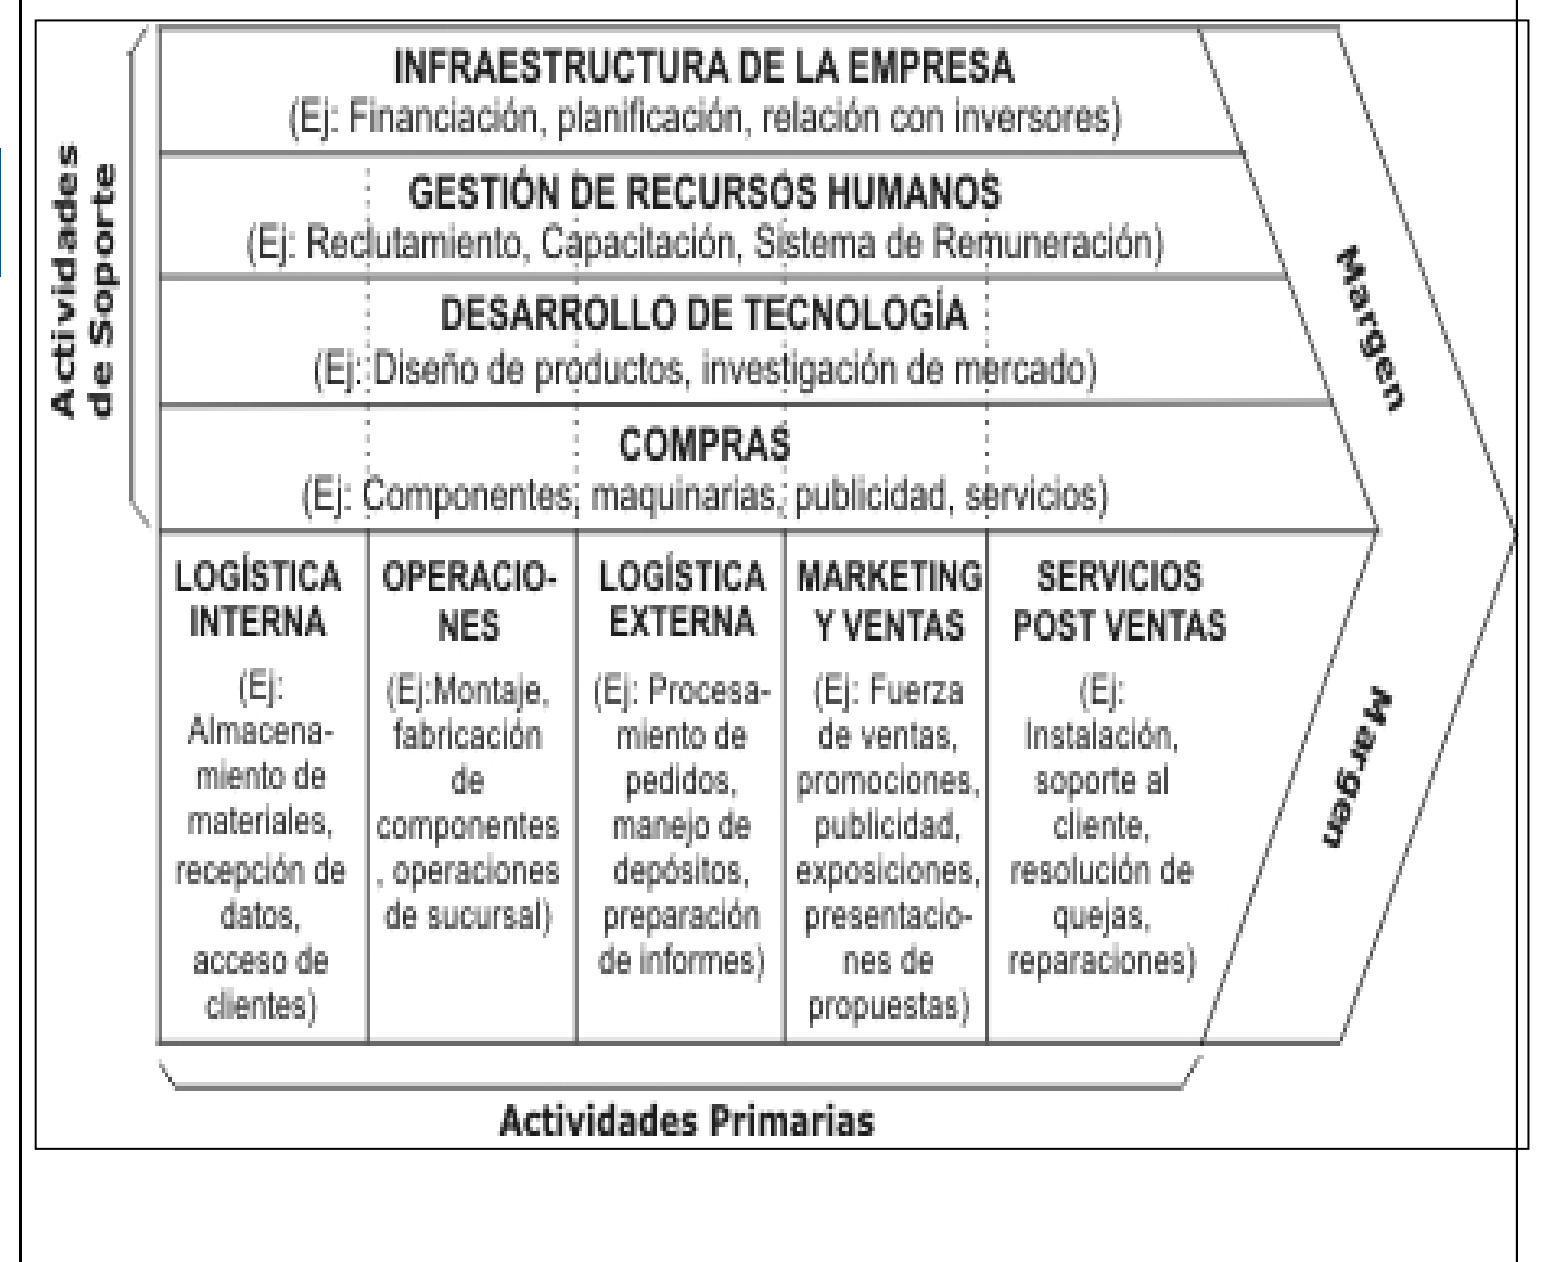 Actividades
de Soporte
INFRAESTRUCTURA DE LA EMPRESA
(Ej: Financiación, planificación, relación con inversores)
GESTIÓN DE RECURSOS HUMANOS
(Ej: Reclutamiento, Capacitación, Sistema de Remuneración)
DESARROLLO DE TECNOLOGÍA
(Ej: Diseño de productos, investigación de mercado)
COMPRAS
(Ej: Componentes, maquinarias, publicidad, servicios)
Margen
LOGÍSTICA
INTERNA
(Ej:
Almacena-
miento de
materiales,
recepción de
datos,
acceso de
clientes)
OPERACIO-
NES
(Ej:Montaje,
fabricación
de
componentes
, operaciones
de sucursal)
LOGÍSTICA
EXTERNA
(Ej: Procesa-
miento de
pedidos,
manejo de
depósitos,
preparación
de informes)
MARKETING
Y VENTAS
(Ej: Fuerza
de ventas,
promociones,
publicidad,
exposiciones,
presentacio-
nes de
propuestas)
SERVICIOS
POST VENTAS
(Ej:
Instalación,
soporte al
cliente,
resolución de
quejas,
reparaciones)
Margen
Actividades Primarias